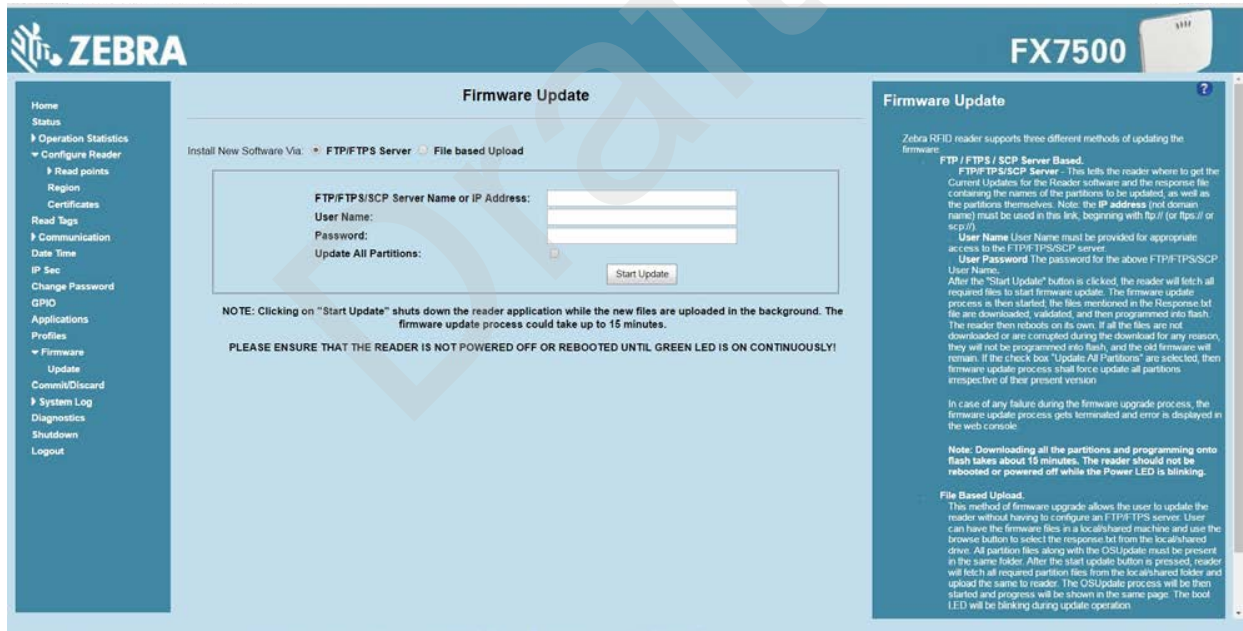 ZEBRA
FX7500
Home
Status
Operation Statistics
Configure Reader
Read points
Region
Certificates
Read Tags
Communication
Date Time
IP Sec
Change Password
GPIO
Applications
Profiles
Firmware
Update
Commit/Discard
System Log
Diagnostics
Shutdown
Logout
Firmware Update
Install New Software Via: FTP/FTPS Server File based Upload
FTP/FTPS/SCP Server Name or IP Address:
User Name:
Password:
Update All Partitions:
Start Update
NOTE: Clicking on "Start Update" shuts down the reader application while the new files are uploaded in the background. The
firmware update process could take up to 15 minutes.
PLEASE ENSURE THAT THE READER IS NOT POWERED OFF OR REBOOTED UNTIL GREEN LED IS ON CONTINUOUSLY!
?
Firmware Update
Zebra RFID reader supports three different methods of updating the
firmware.
FTP / FTPS / SCP Server Based.
FTP/FTPS/SCP Server - This tells the reader where to get the
Current Updates for the Reader software and the response file
containing the names of the partitions to be updated, as well as
the partitions themselves. Note: the IP address (not domain
name) must be used in this link, beginning with ftp:// (or ftps:// or
scp://).
User Name User Name must be provided for appropriate
access to the FTP/FTPS/SCP server.
User Password The password for the above FTP/FTPS/SCP
User Name.
After the "Start Update" button is clicked, the reader will fetch all
required files to start firmware update. The firmware update
process is then started; the files mentioned in the Response.txt
file are downloaded, validated, and then programmed into flash.
The reader then reboots on its own. If all the files are not
downloaded or are corrupted during the download for any reason,
they will not be programmed into flash, and the old firmware will
remain. If the check box "Update All Partitions" are selected, then
firmware update process shall force update all partitions
irrespective of their present version
In case of any failure during the firmware upgrade process, the
firmware update process gets terminated and error is displayed in
the web console.
Note: Downloading all the partitions and programming onto
flash takes about 15 minutes. The reader should not be
rebooted or powered off while the Power LED is blinking.
File Based Upload.
This method of firmware upgrade allows the user to update the
reader without having to configure an FTP/FTPS server. User
can have the firmware files in a local/shared machine and use the
browse button to select the response.txt from the local/shared
drive. All partition files along with the OSUpdate must be present
in the same folder. After the start update button is pressed, reader
will fetch all required partition files from the local/shared folder and
upload the same to reader. The OSUpdate process will be then
started and progress will be shown in the same page. The boot
LED will be blinking during update operation